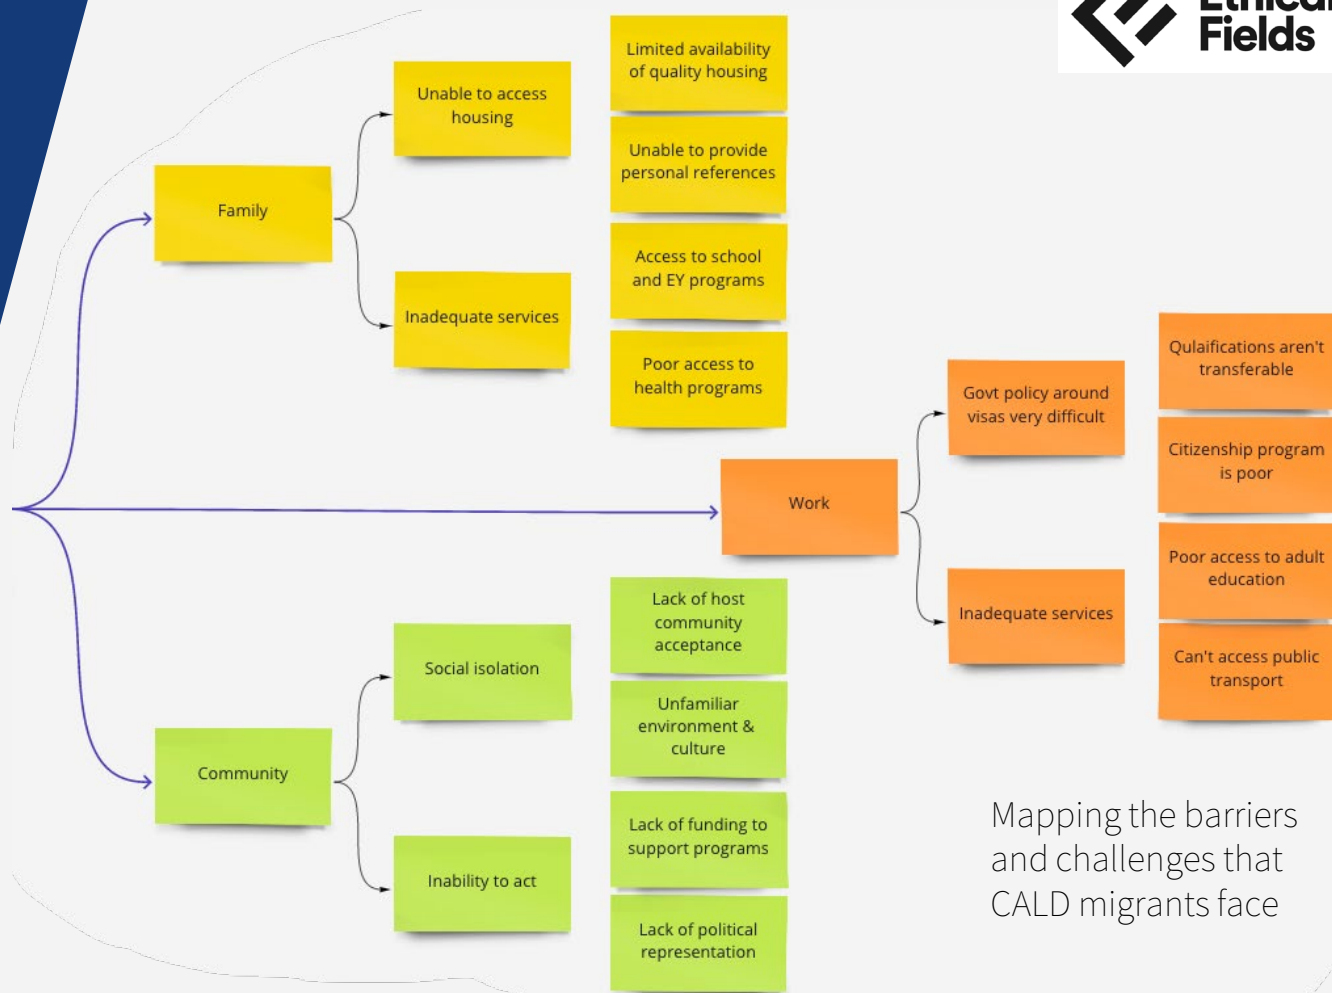 Ethical
Fields
Limited availability
of quality housing
Unable to access
housing
Unable to provide
personal references
Family
Access to school
and EY programs
Inadequate services
Poor access to
health programs
Qulaifications aren't
transferable
Govt policy around
visas very difficult
Citizenship program
is poor
Work
Poor access to adult
education
Inadequate services
Can't access public
transport
Lack of host
community
acceptance
Social isolation
Unfamiliar
environment &
culture
Community
Lack of funding to
support programs
Inability to act
Lack of political
representation
Mapping the barriers
and challenges that
CALD migrants face